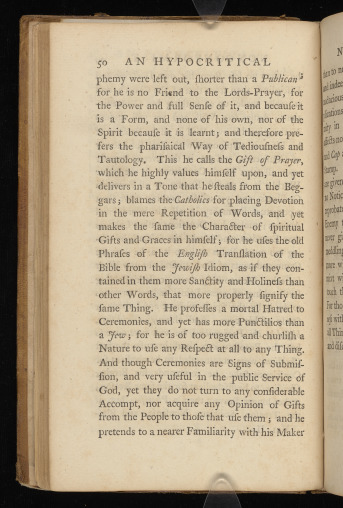 50 AN HYPOCRITICAL
phemy were left out, ſhorter than a Publican's
for he is no Friend to the Lords-Prayer, for
the Power and full Senſe of it, and becauſe it
is a Form, and none of his own, nor of the
Spirit becauſe it is learnt; and therefore pre-
fers the phariſaical Way of Tediouſneſs and
Tautology. This he calls the Gift of Prayer,
which he highly values himſelf upon, and yet
delivers in a Tone that he ſteals from the Beg-
gars; blames the Catholics for placing Devotion
in the mere Repetition of Words, and yet
makes the ſame the Character of ſpiritual
Gifts and Graces in himſelf; for he uſes the old
Phraſes of the Engliſh Tranſlation of the
Bible from the Jewiſh Idiom, as if they con-
tained in them more Sanctity and Holineſs than
other Words, that more properly ſignify the
ſame Thing. He profeſſes a mortal Hatred to
Ceremonies, and yet has more Punctilios than
a Jew; for he is of too rugged and churliſh a
Nature to uſe any Reſpect at all to any Thing.
And though Ceremonies are Signs of Submiſ-
ſion, and very uſeful in the public Service of
God, yet they do not turn to any conſiderable
Accompt, nor acquire any Opinion of Gifts
from the People to thoſe that uſe them; and he
pretends to a nearer Familiarity with his Maker